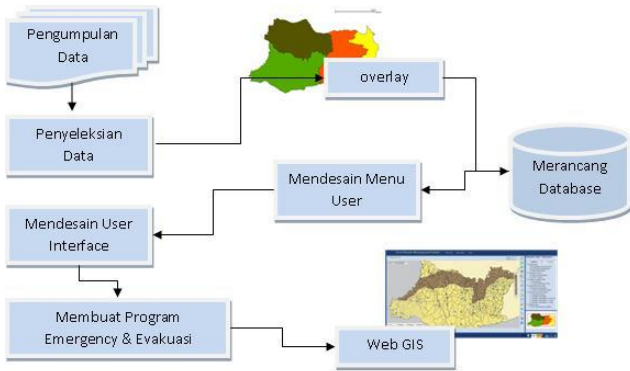 Pengumpulan
Data
overlay
Penyeleksian
Data
Merancang
Database
Mendesain Menu
User
Mendesain User
Interface
Membuat Program
Emergency & Evakuasi
Web GIS